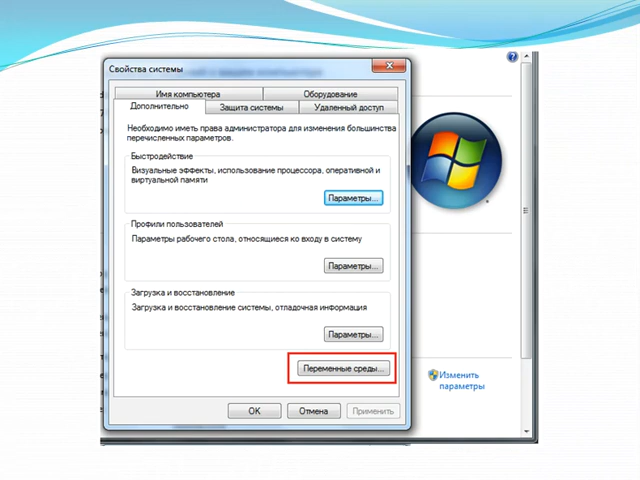 Свойства системы
Имя компьютера
Оборудование
Дополнительно
Защита системы
Удаленный доступ
Необходимо иметь права администратора для изменения большинства
перечисленных параметров.
Быстродействие
Визуальные эффекты, использование процессора, оперативной и
виртуальной памяти
Параметры...
Профили пользователей
Параметры рабочего стола, относящиеся ко входу в систему
Параметры...
Загрузка и восстановление
Загрузка и восстановление системы, отладочная информация
Параметры...
Переменные среды...
OK
Отмена
Применить
Изменить
параметры